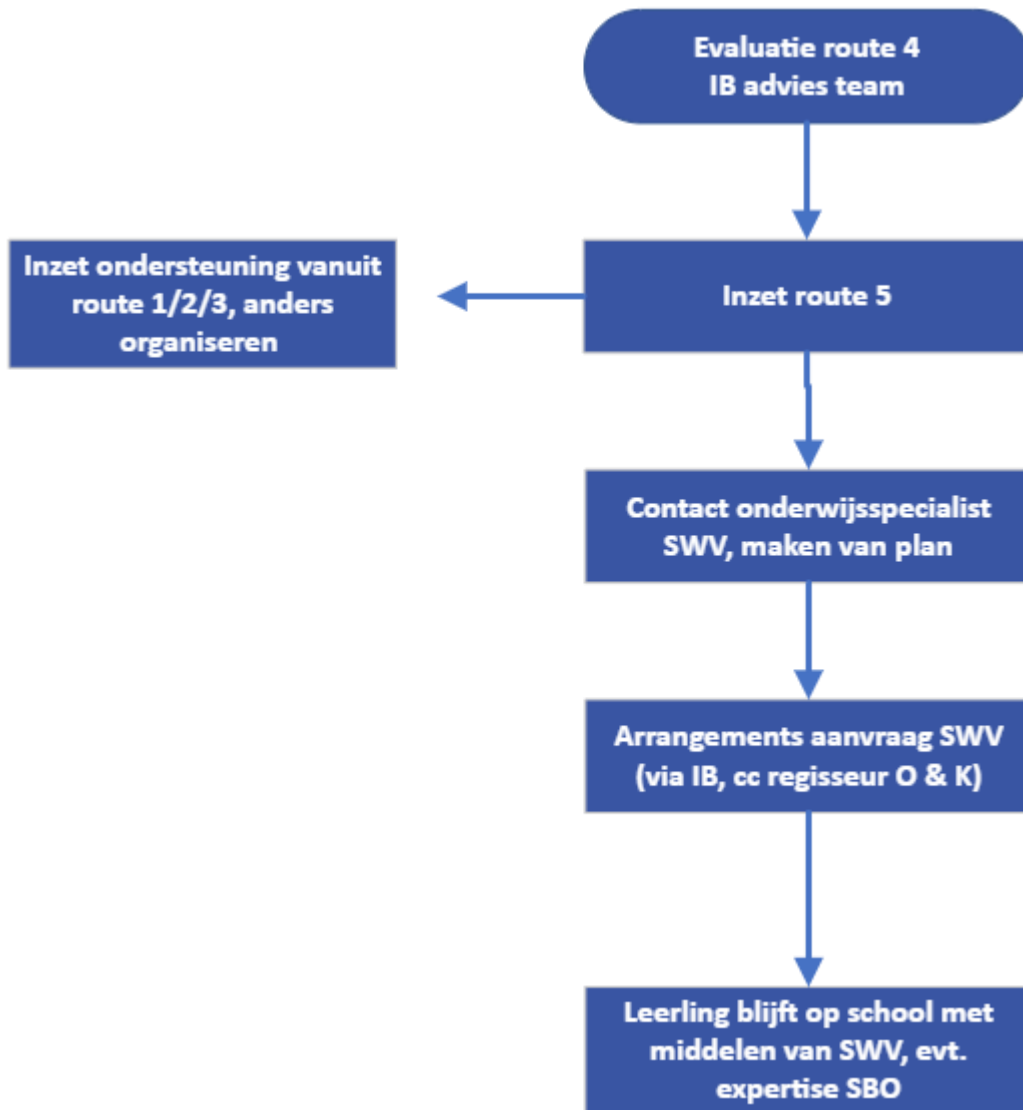 Evaluatie route 4
IB advies team
Inzet ondersteuning vanuit
route 1/2/3, anders
organiseren
Inzet route 5
Contact onderwijsspecialist
SWV, maken van plan
Arrangements aanvraag SWV
(via IB, cc regisseur O & K)
Leerling blijft op school met
middelen van SWV, evt.
expertise SBO